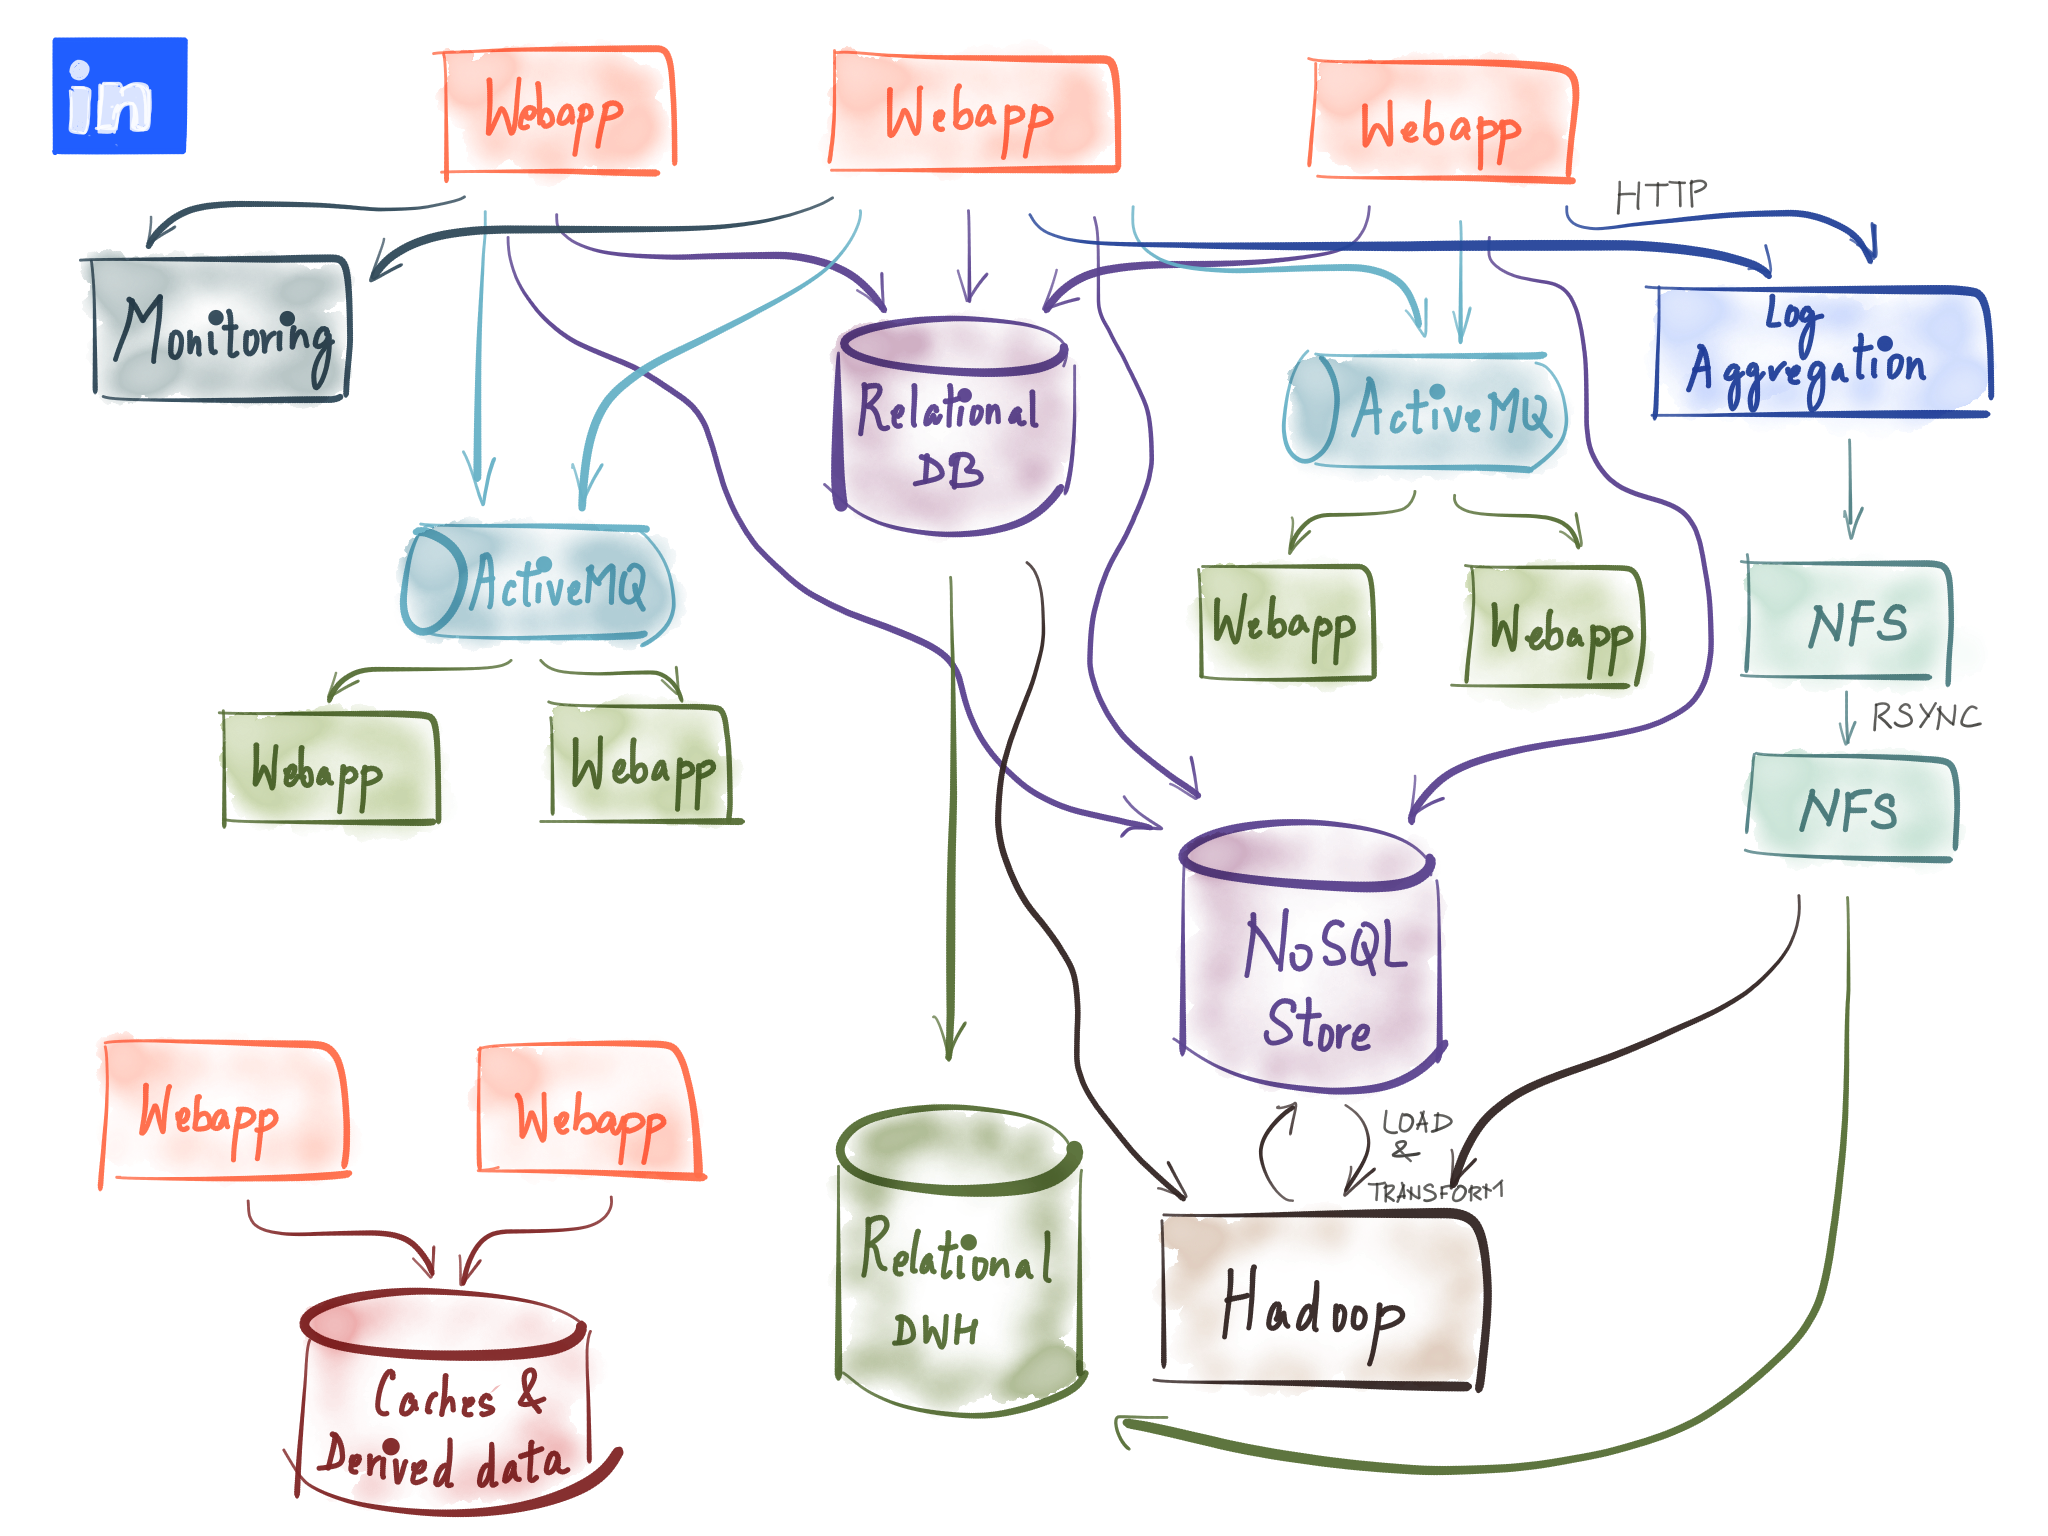 in
Webapp
Webapp
Webapp
HTTP
Monitoring
Log
Aggregation
Relational
DB
ActiveMQ
ActiveMQ
Webapp
Webapp
NFS
RSYNC
Webapp
Webapp
NFS
NoSQL
Store
Webapp
Webapp
LOAD
&
TRANSFORM
Relational
DWH
Hadoop
Caches &
Derived data